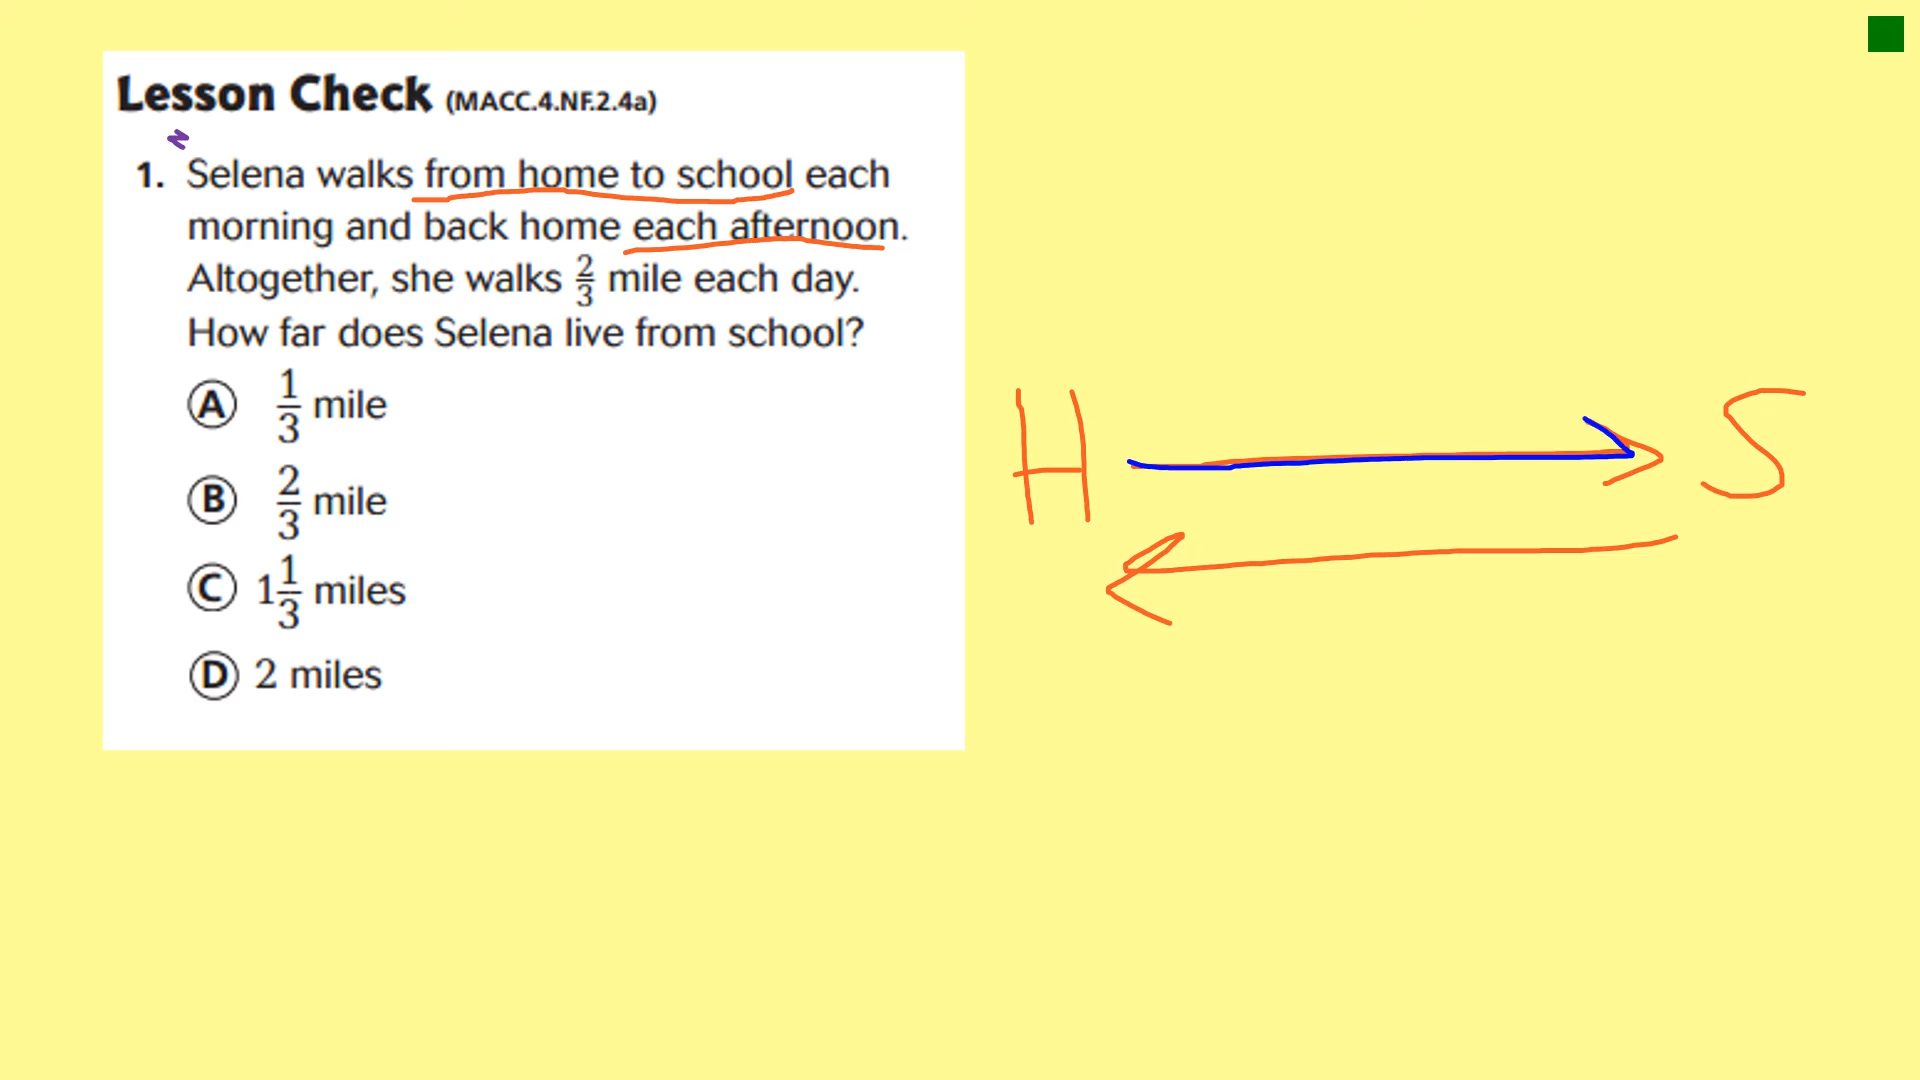 Lesson Check (MACC.4.NF.2.4a)
1. Selena walks from home to school each
morning and back home each afternoon.
Altogether, she walks 2/3 mile each day.
How far does Selena live from school?
A 1/3 mile
B 2/3 mile
C 1 1/3 miles
D 2 miles
H S